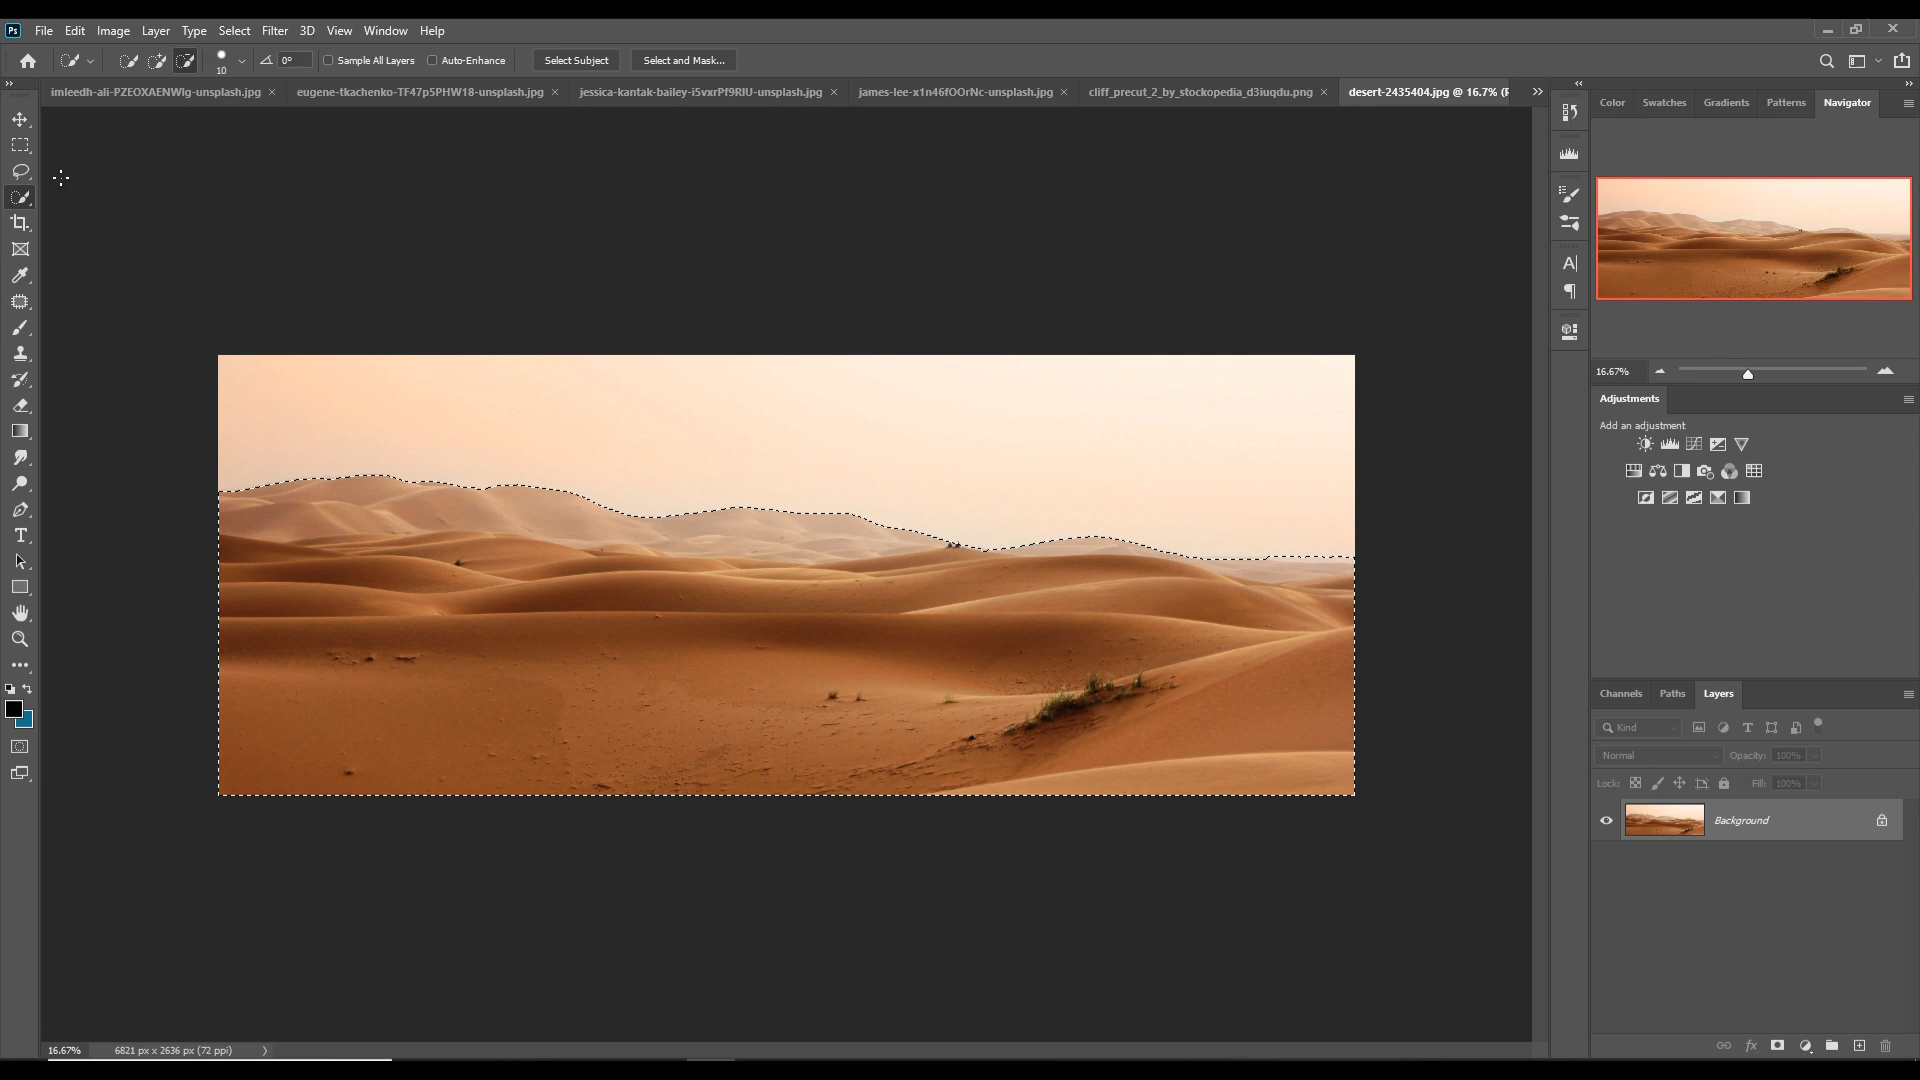 Ps File Edit Image Layer Type Select Filter 3D View Window Help
10 0° Sample All Layers Auto-Enhance Select Subject Select and Mask...
imleedh-ali-PZEOXAENWIg-unsplash.jpg × eugene-tkachenko-TF47p5PHW18-unsplash.jpg × jessica-kantak-bailey-i5vxrPf9RIU-unsplash.jpg × james-lee-x1n46fOOrNc-unsplash.jpg × cliff_precut_2_by_stockopedia_d3iuqdu.png × desert-2435404.jpg @ 16.7% (R
Color Swatches Gradients Patterns Navigator
16.67%
Adjustments
Add an adjustment
Channels Paths Layers
Kind
Normal Opacity: 100%
Lock: Fill: 100%
Background
16.67% 6821 px x 2636 px (72 ppi)